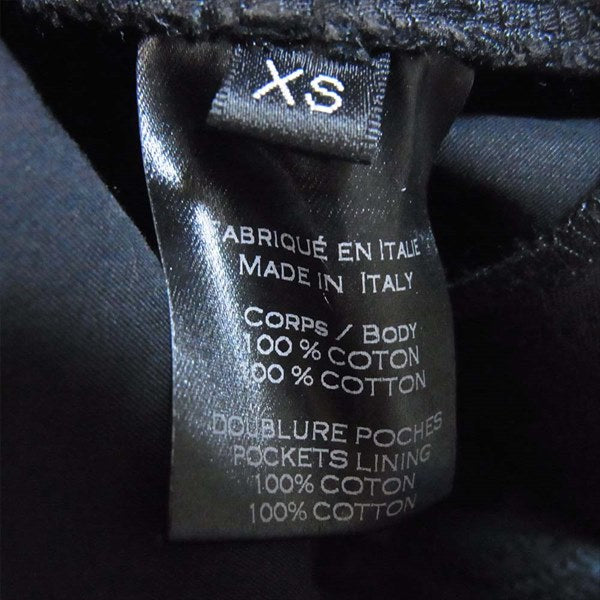 XS
FABRIQUÉ EN ITALIE
MADE IN ITALY
CORPS / BODY
100 % COTON
100 % COTTON
DOUBLURE POCHES
POCKETS LINING
100% COTON
100% COTTON